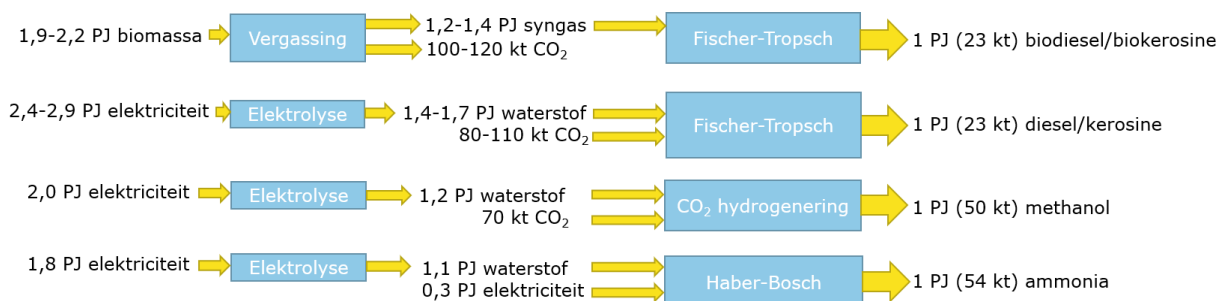 1,9-2,2 PJ biomassa
Vergassing
1,2-1,4 PJ syngas
100-120 kt CO₂
Fischer-Tropsch
1 PJ (23 kt) biodiesel/biokerosine
2,4-2,9 PJ elektriciteit
Elektrolyse
1,4-1,7 PJ waterstof
80-110 kt CO₂
Fischer-Tropsch
1 PJ (23 kt) diesel/kerosine
2,0 PJ elektriciteit
Elektrolyse
1,2 PJ waterstof
70 kt CO₂
CO₂ hydrogenering
1 PJ (50 kt) methanol
1,8 PJ elektriciteit
Elektrolyse
1,1 PJ waterstof
0,3 PJ elektriciteit
Haber-Bosch
1 PJ (54 kt) ammonia